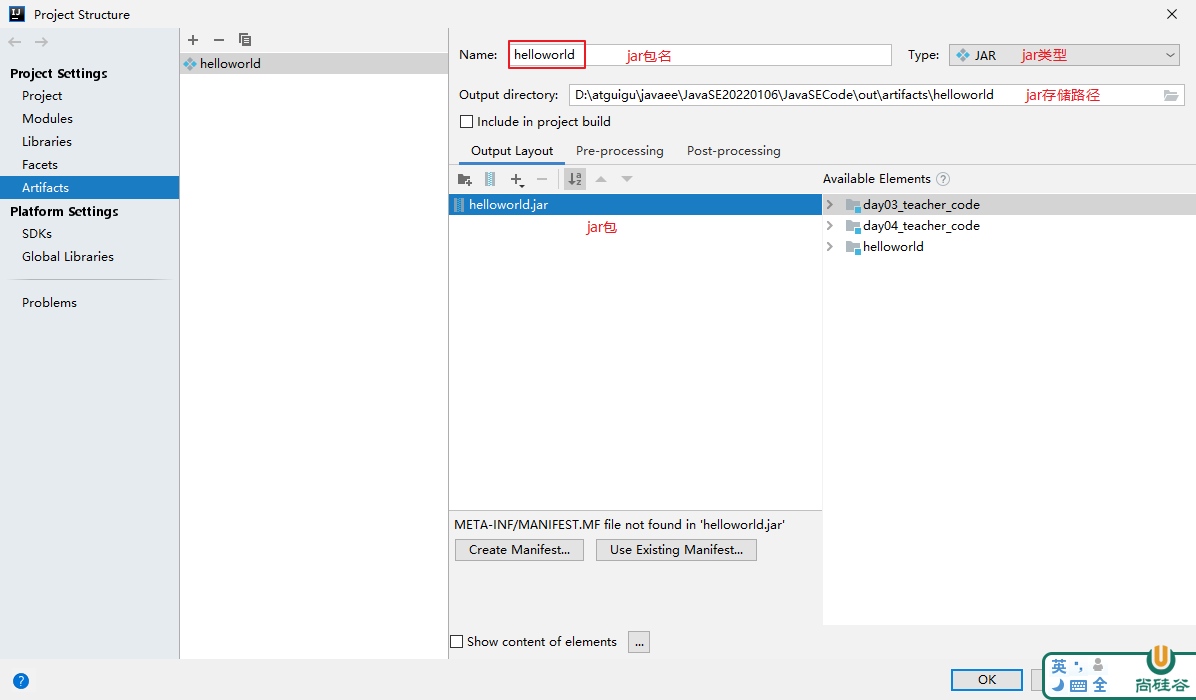 Project Structure
Project Settings
Project
Modules
Libraries
Facets
Artifacts
Platform Settings
SDKs
Global Libraries
Problems
helloworld
Name: helloworld jar包名 Type: JAR jar类型
Output directory: D:\atguigu\javaee\JavaSE20220106\JavaSECode\out\artifacts\helloworld jar存储路径
Include in project build
Output Layout Pre-processing Post-processing
Available Elements ?
helloworld.jar
jar包
day03_teacher_code
day04_teacher_code
helloworld
META-INF/MANIFEST.MF file not found in 'helloworld.jar'
Create Manifest... Use Existing Manifest...
Show content of elements ...
? OK
英 全
尚硅谷